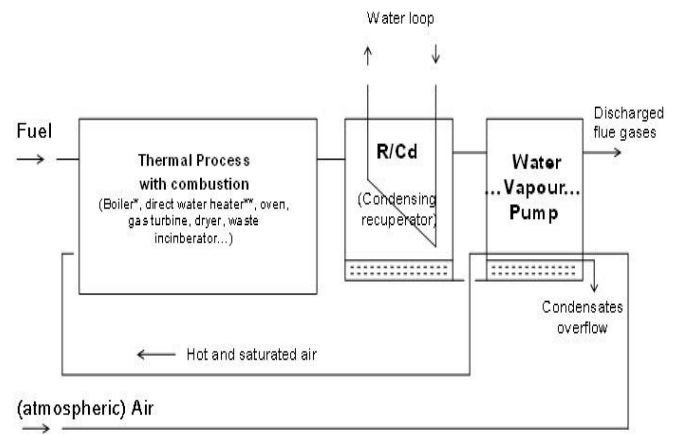 Water loop
Discharged
flue gases
Fuel
Thermal Process
with combustion
(Boiler*, direct water heater**, oven,
gas turbine, dryer, waste
incinberator...)
R/Cd
(Condensing
recuperator)
Water
...Vapour...
Pump
Condensates
overflow
Hot and saturated air
(atmospheric) Air